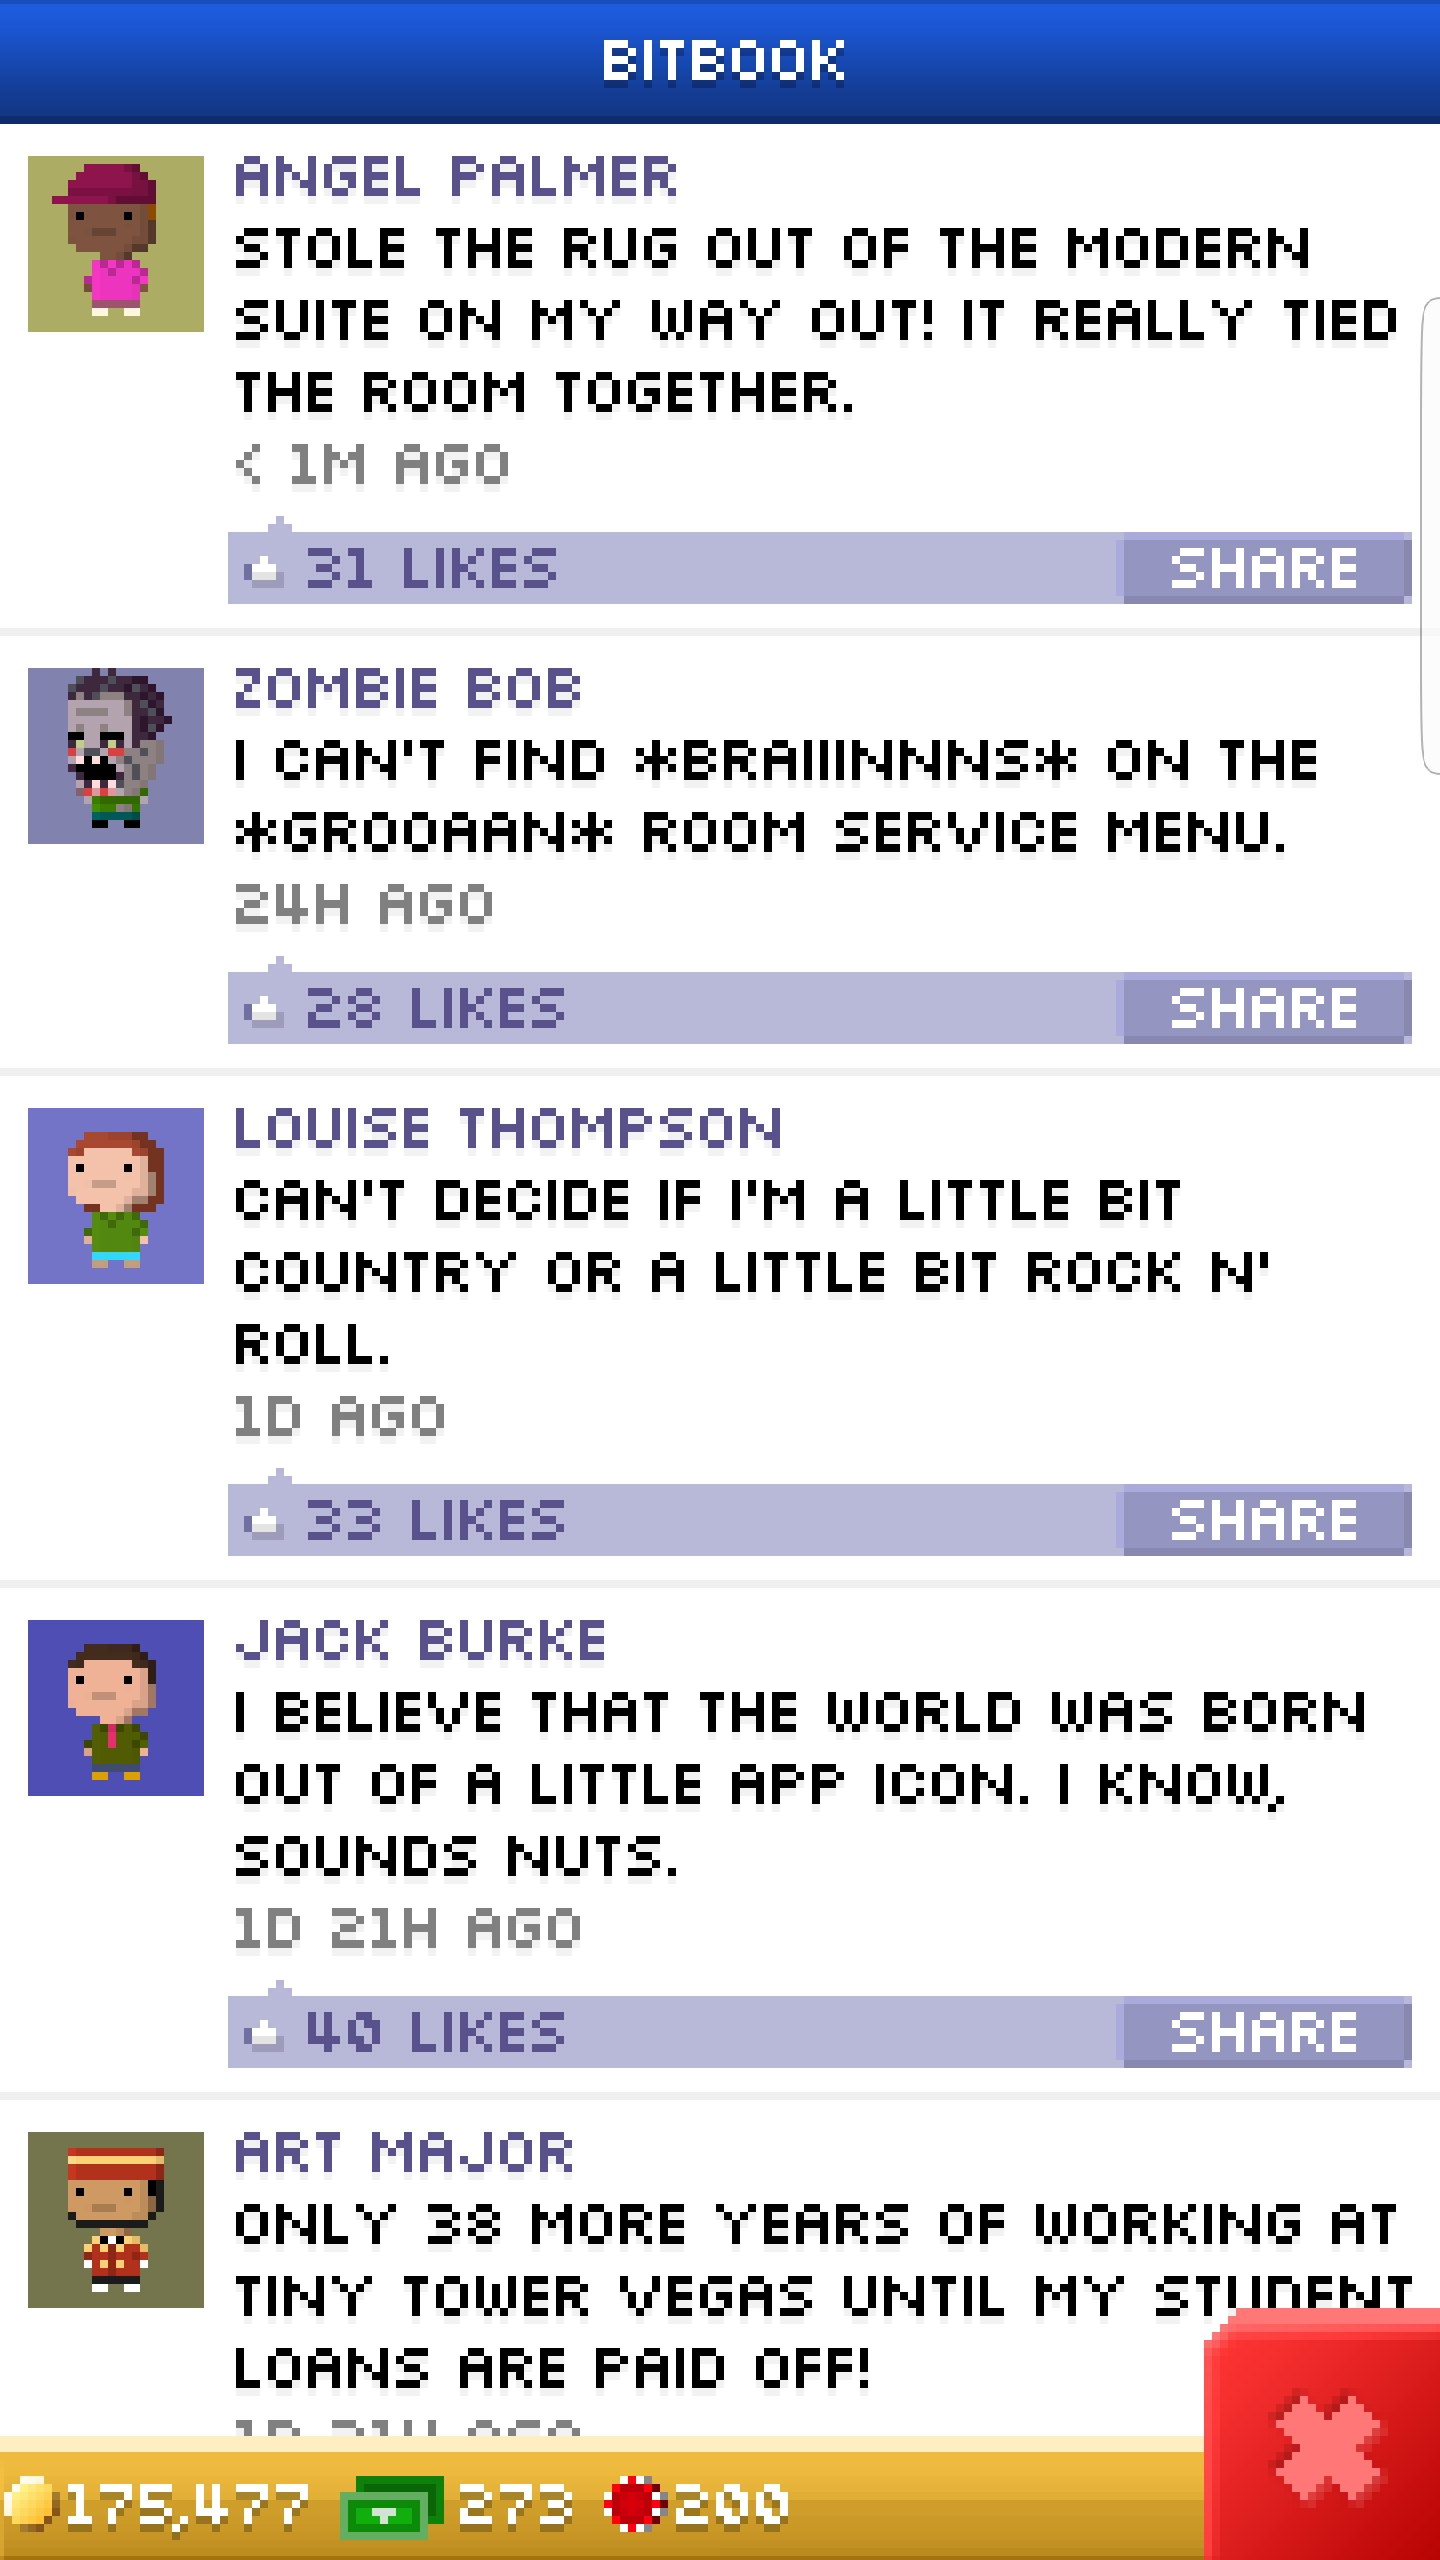 BITBOOK
ANGEL PALMER
STOLE THE RUG OUT OF THE MODERN
SUITE ON MY WAY OUT! IT REALLY TIED
THE ROOM TOGETHER.
< 1M AGO
31 LIKES SHARE
ZOMBIE BOB
I CAN'T FIND *BRAIIINNNS* ON THE
*GROOAAN* ROOM SERVICE MENU.
24H AGO
28 LIKES SHARE
LOUISE THOMPSON
CAN'T DECIDE IF I'M A LITTLE BIT
COUNTRY OR A LITTLE BIT ROCK N'
ROLL.
1D AGO
33 LIKES SHARE
JACK BURKE
I BELIEVE THAT THE WORLD WAS BORN
OUT OF A LITTLE APP ICON. I KNOW,
SOUNDS NUTS.
1D 21H AGO
40 LIKES SHARE
ART MAJOR
ONLY 38 MORE YEARS OF WORKING AT
TINY TOWER VEGAS UNTIL MY STUDENT
LOANS ARE PAID OFF!
1D 21H AGO
175,477 273 200